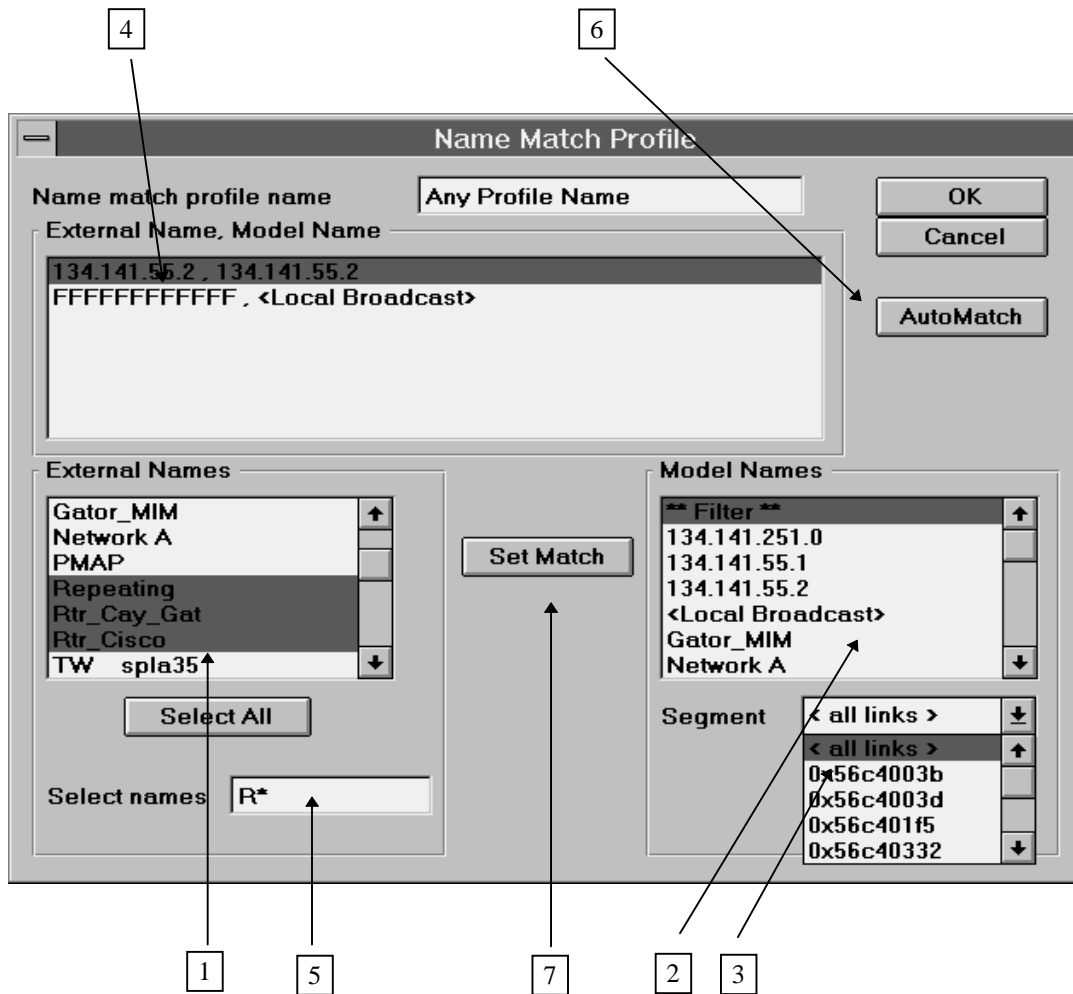 4
6
Name Match Profile
Name match profile name
Any Profile Name
OK
Cancel
AutoMatch
External Name, Model Name
134.141.55.2 , 134.141.55.2
FFFFFFFFFFFF , <Local Broadcast>
External Names
Gator_MIM
Network A
PMAP
Repeating
Rtr_Cay_Gat
Rtr_Cisco
TW spla35
Select All
Select names
R*
Set Match
Model Names
** Filter **
134.141.251.0
134.141.55.1
134.141.55.2
<Local Broadcast>
Gator_MIM
Network A
Segment
< all links >
< all links >
0x56c4003b
0x56c4003d
0x56c401f5
0x56c40332
1
5
7
2
3